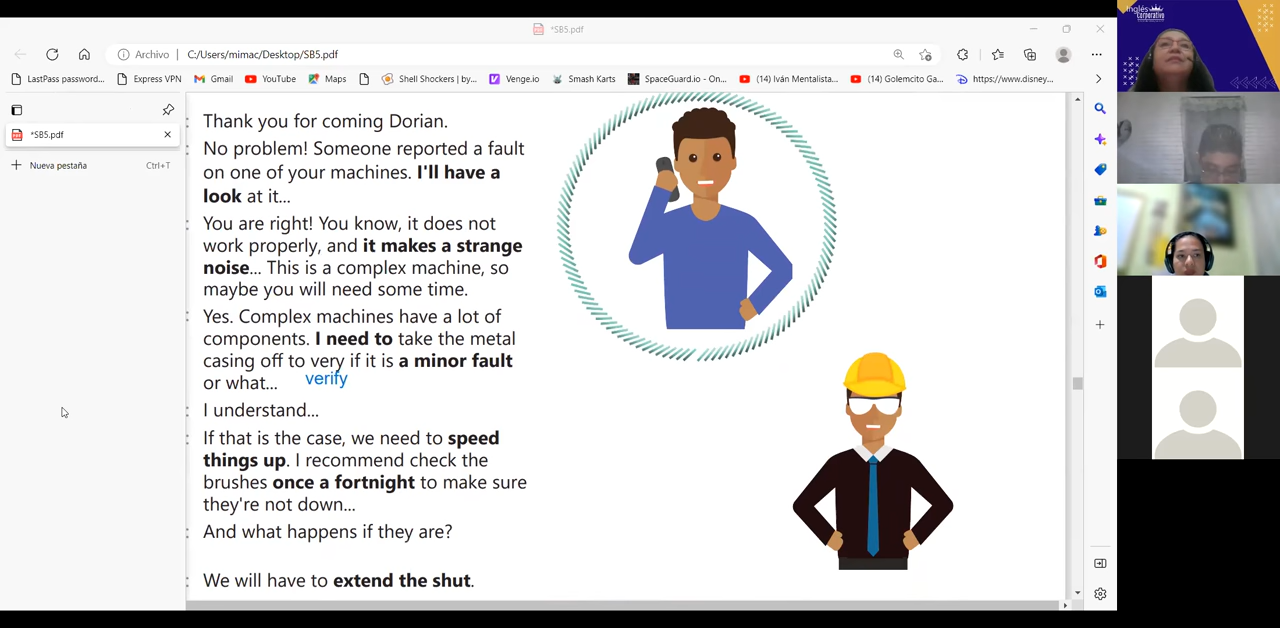 *SB5.pdf
Archivo | C:/Users/mimac/Desktop/SB5.pdf
LastPass password... Express VPN Gmail YouTube Maps Shell Shockers | by... Venge.io Smash Karts SpaceGuard.io - On... (14) Iván Mentalista... (14) Golemcito Ga... https://www.disney...
*SB5.pdf
Nueva pestaña Ctrl+T
: Thank you for coming Dorian.
: No problem! Someone reported a fault
on one of your machines. I'll have a
look at it...
: You are right! You know, it does not
work properly, and it makes a strange
noise... This is a complex machine, so
maybe you will need some time.
: Yes. Complex machines have a lot of
components. I need to take the metal
casing off to very if it is a minor fault
or what...
verify
: I understand...
: If that is the case, we need to speed
things up. I recommend check the
brushes once a fortnight to make sure
they're not down...
: And what happens if they are?
: We will have to extend the shut.
Inglés
Corporativo